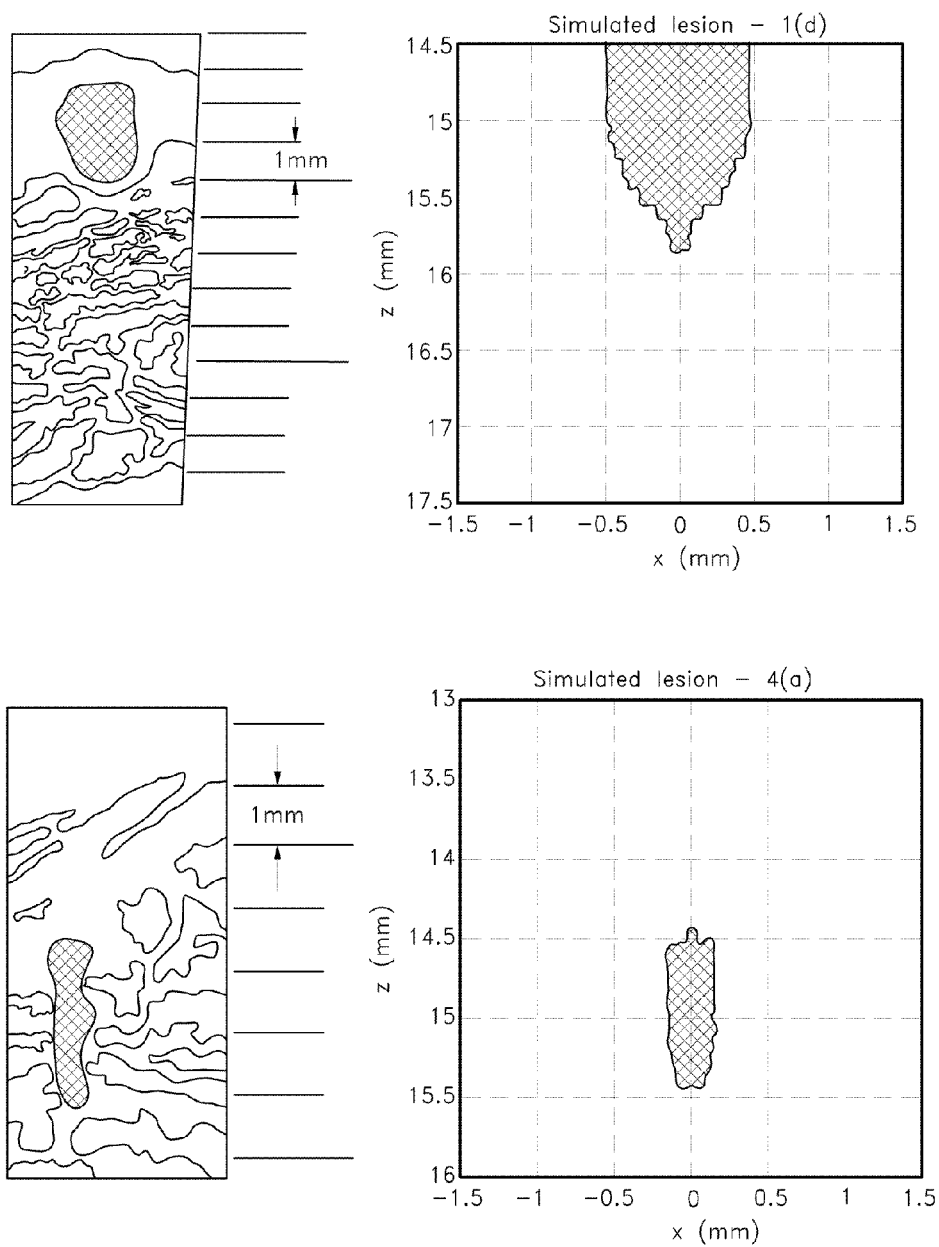 Simulated lesion - 1(d)
14.5
15
1mm
15.5
z (mm)
16
16.5
17
17.5
-1.5 -1 -0.5 0 0.5 1 1.5
x (mm)
Simulated lesion - 4(a)
13
13.5
1mm
14
14.5
z (mm)
15
15.5
16
-1.5 -1 -0.5 0 0.5 1 1.5
x (mm)